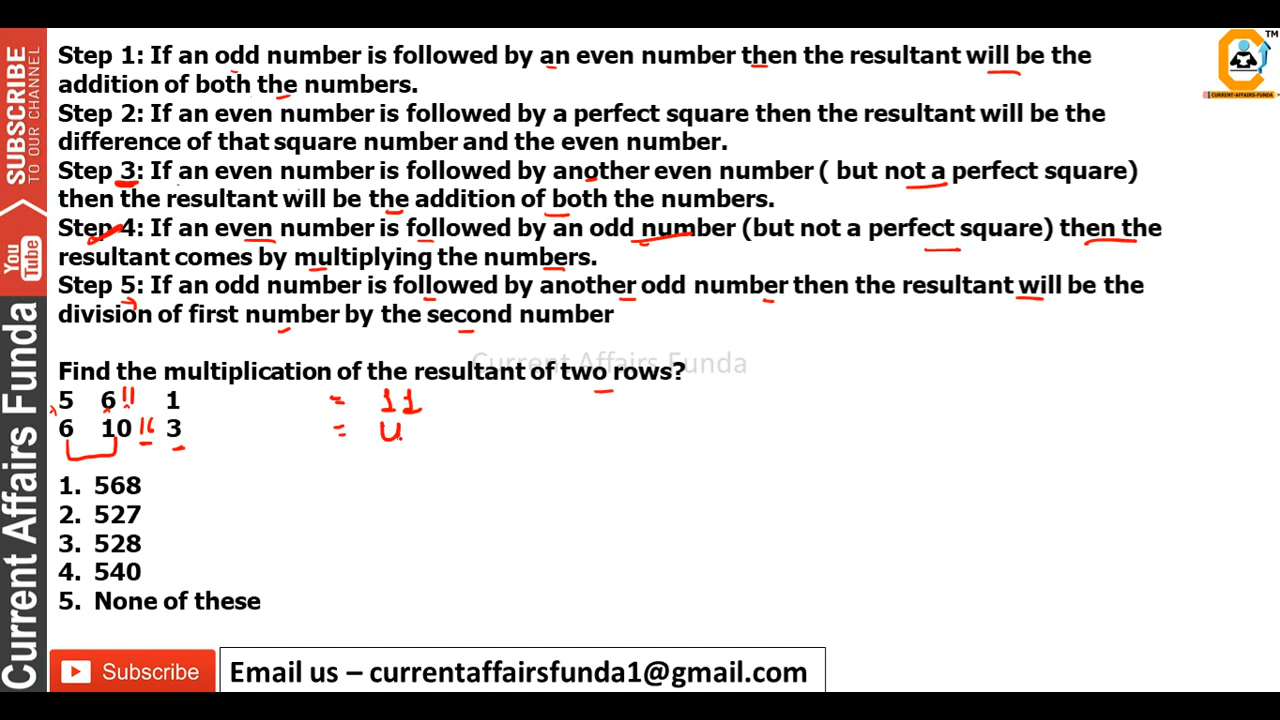 Step 1: If an odd number is followed by an even number then the resultant will be the
addition of both the numbers.
Step 2: If an even number is followed by a perfect square then the resultant will be the
difference of that square number and the even number.
Step 3: If an even number is followed by another even number ( but not a perfect square)
then the resultant will be the addition of both the numbers.
Step 4: If an even number is followed by an odd number (but not a perfect square) then the
resultant comes by multiplying the numbers.
Step 5: If an odd number is followed by another odd number then the resultant will be the
division of first number by the second number
Current Affairs Funda
Find the multiplication of the resultant of two rows?
5 6 11 1 = 11
6 10 16 3 =
1. 568
2. 527
3. 528
4. 540
5. None of these
Subscribe
Email us – currentaffairsfunda1@gmail.com
SUBSCRIBE
TO OUR CHANNEL
You
Tube
Current Affairs Funda
TM
CURRENT-AFFAIRS-FUNDA